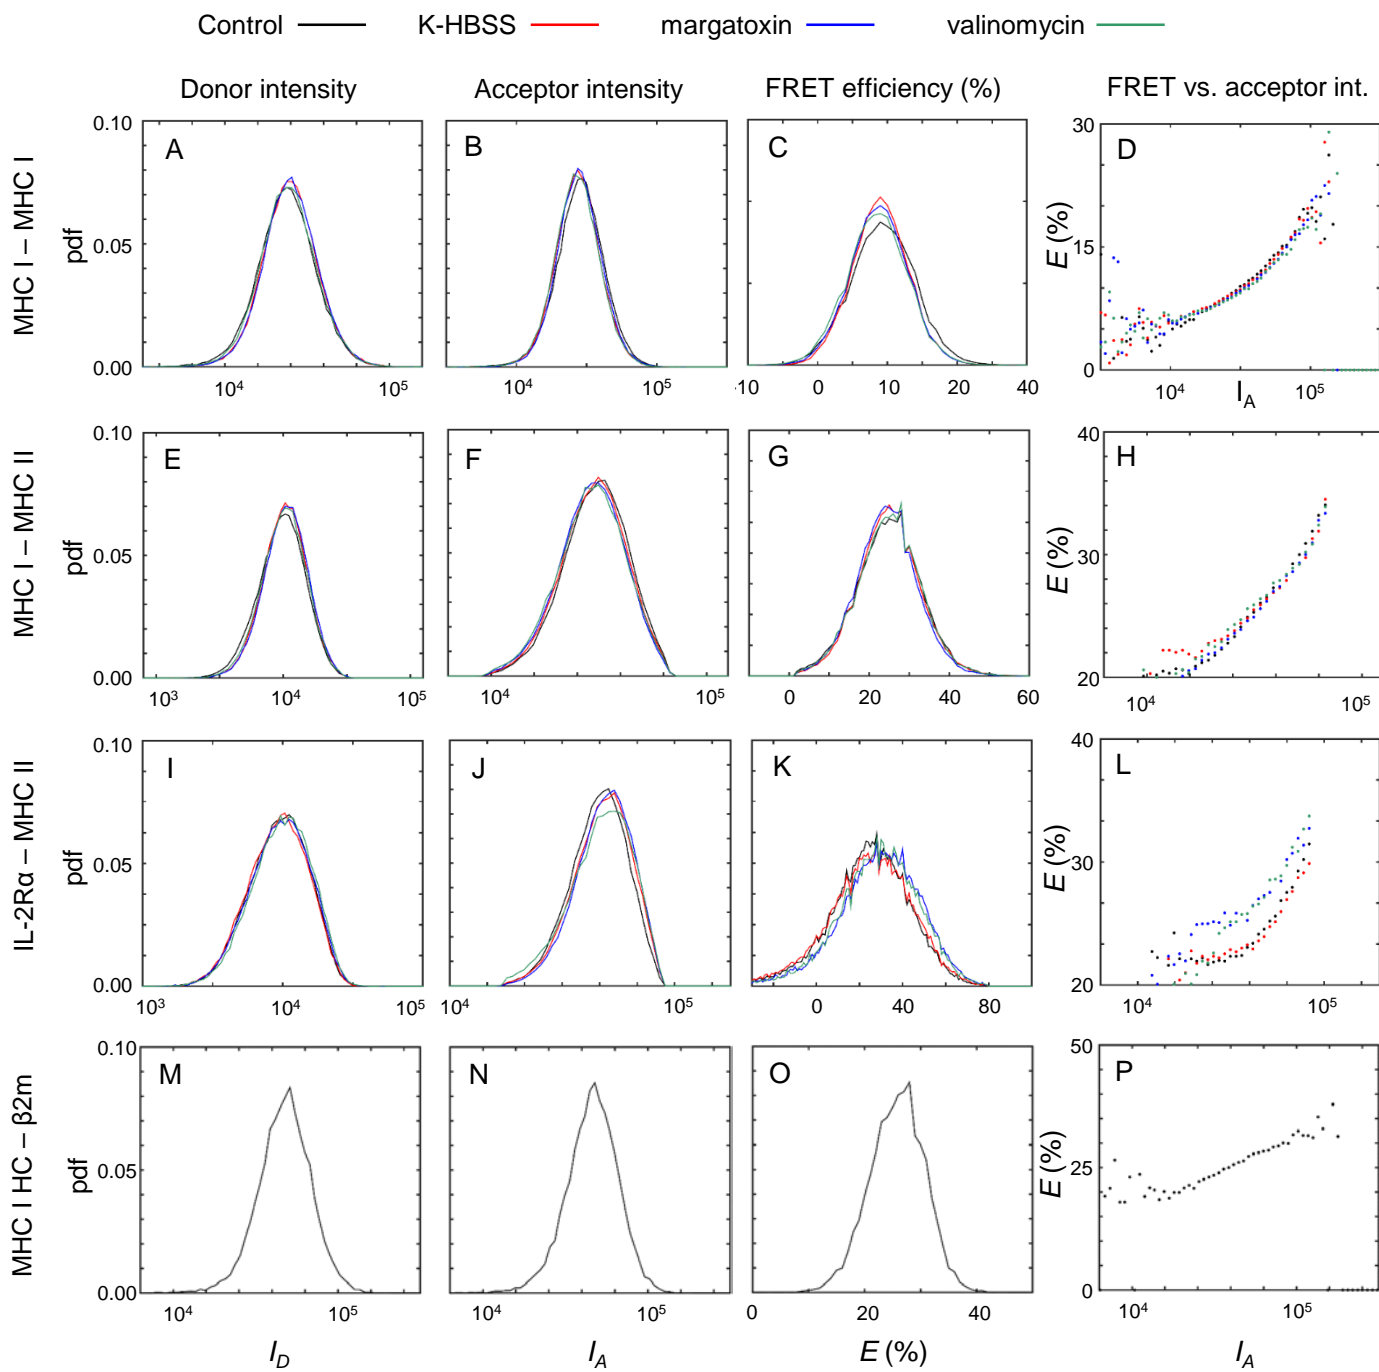 Control K-HBSS margatoxin valinomycin
Donor intensity Acceptor intensity FRET efficiency (%) FRET vs. acceptor int.
MHC I – MHC I
pdf
0.10
0.05
0.00
A
10⁴ 10⁵
B
10⁴ 10⁵
C
-10 0 10 20 30 40
D
E (%)
30
15
0
10⁴ 10⁵
I_A
MHC I – MHC II
pdf
0.10
0.05
0.00
E
10³ 10⁴ 10⁵
F
10⁴ 10⁵
G
0 20 40 60
H
E (%)
40
30
20
10⁴ 10⁵
IL-2Rα – MHC II
pdf
0.10
0.05
0.00
I
10³ 10⁴ 10⁵
J
10⁴ 10⁵
K
0 40 80
L
E (%)
40
30
20
10⁴ 10⁵
MHC I HC – β2m
pdf
0.10
0.05
0.00
M
10⁴ 10⁵
N
10⁴ 10⁵
O
0 20 40
P
E (%)
50
25
0
10⁴ 10⁵
I_D I_A E (%) I_A